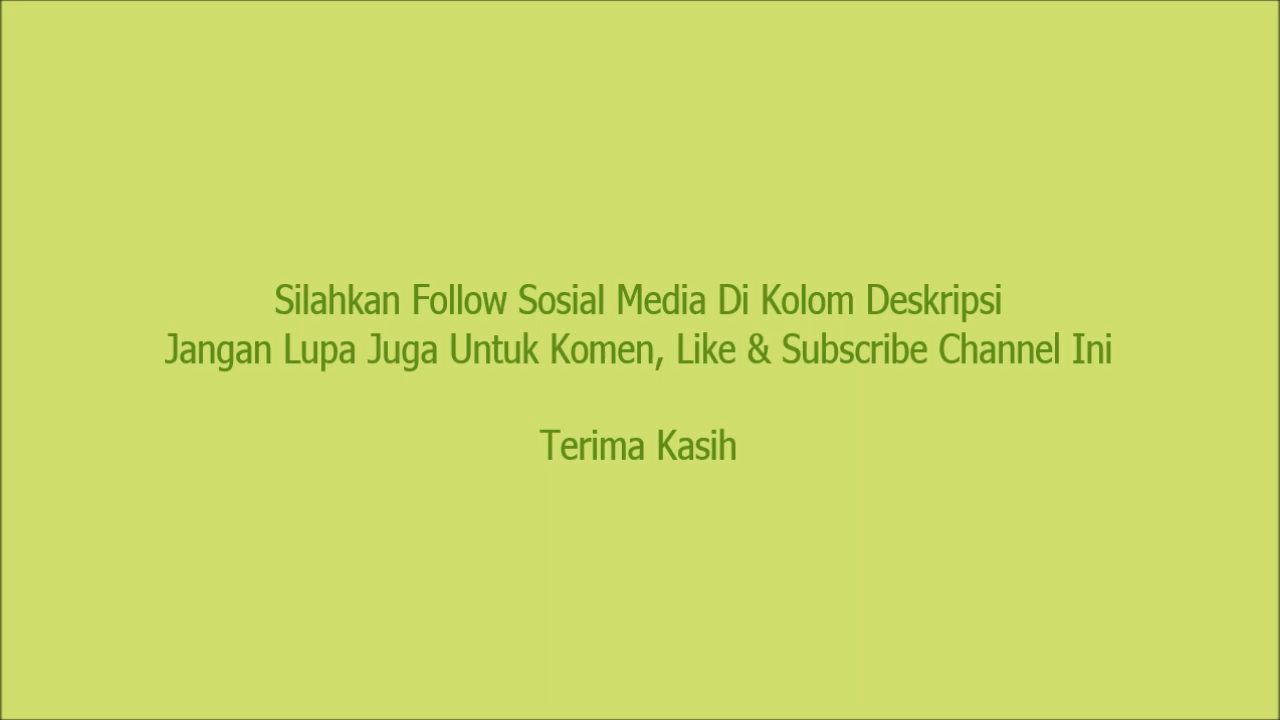 Silahkan Follow Sosial Media Di Kolom Deskripsi
Jangan Lupa Juga Untuk Komen, Like & Subscribe Channel Ini
Terima Kasih